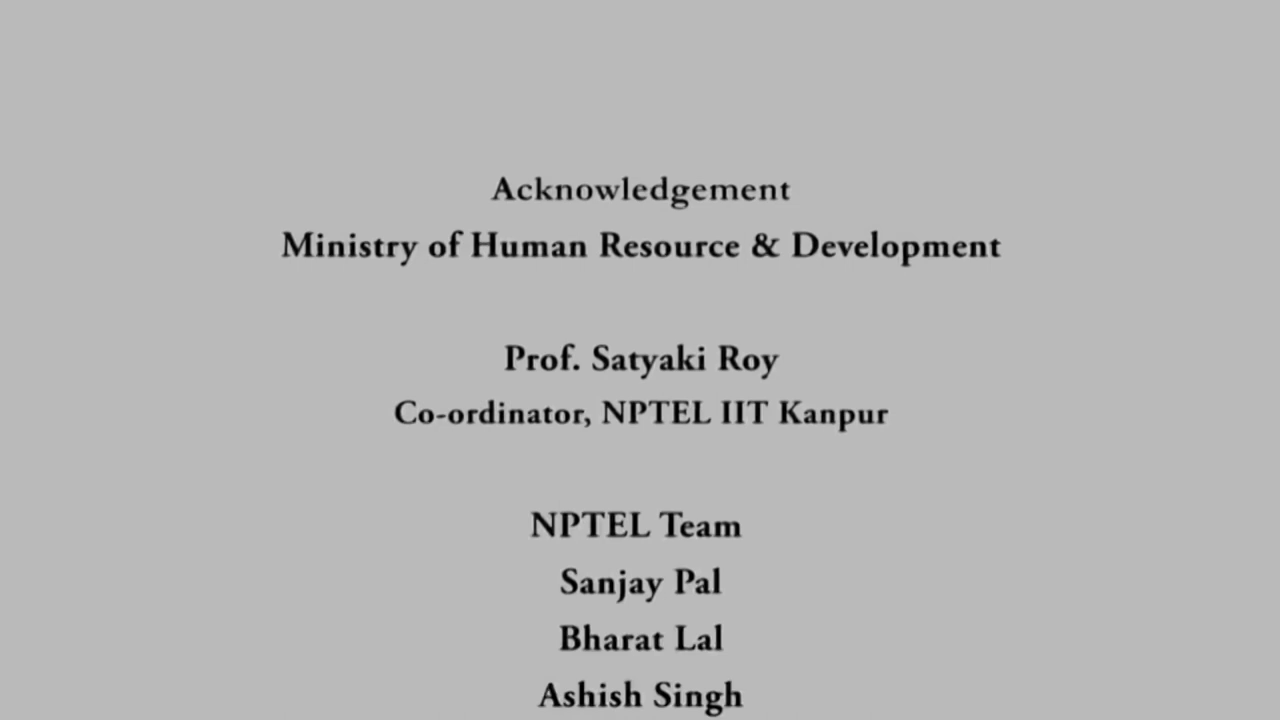 Acknowledgement
Ministry of Human Resource & Development
Prof. Satyaki Roy
Co-ordinator, NPTEL IIT Kanpur
NPTEL Team
Sanjay Pal
Bharat Lal
Ashish Singh